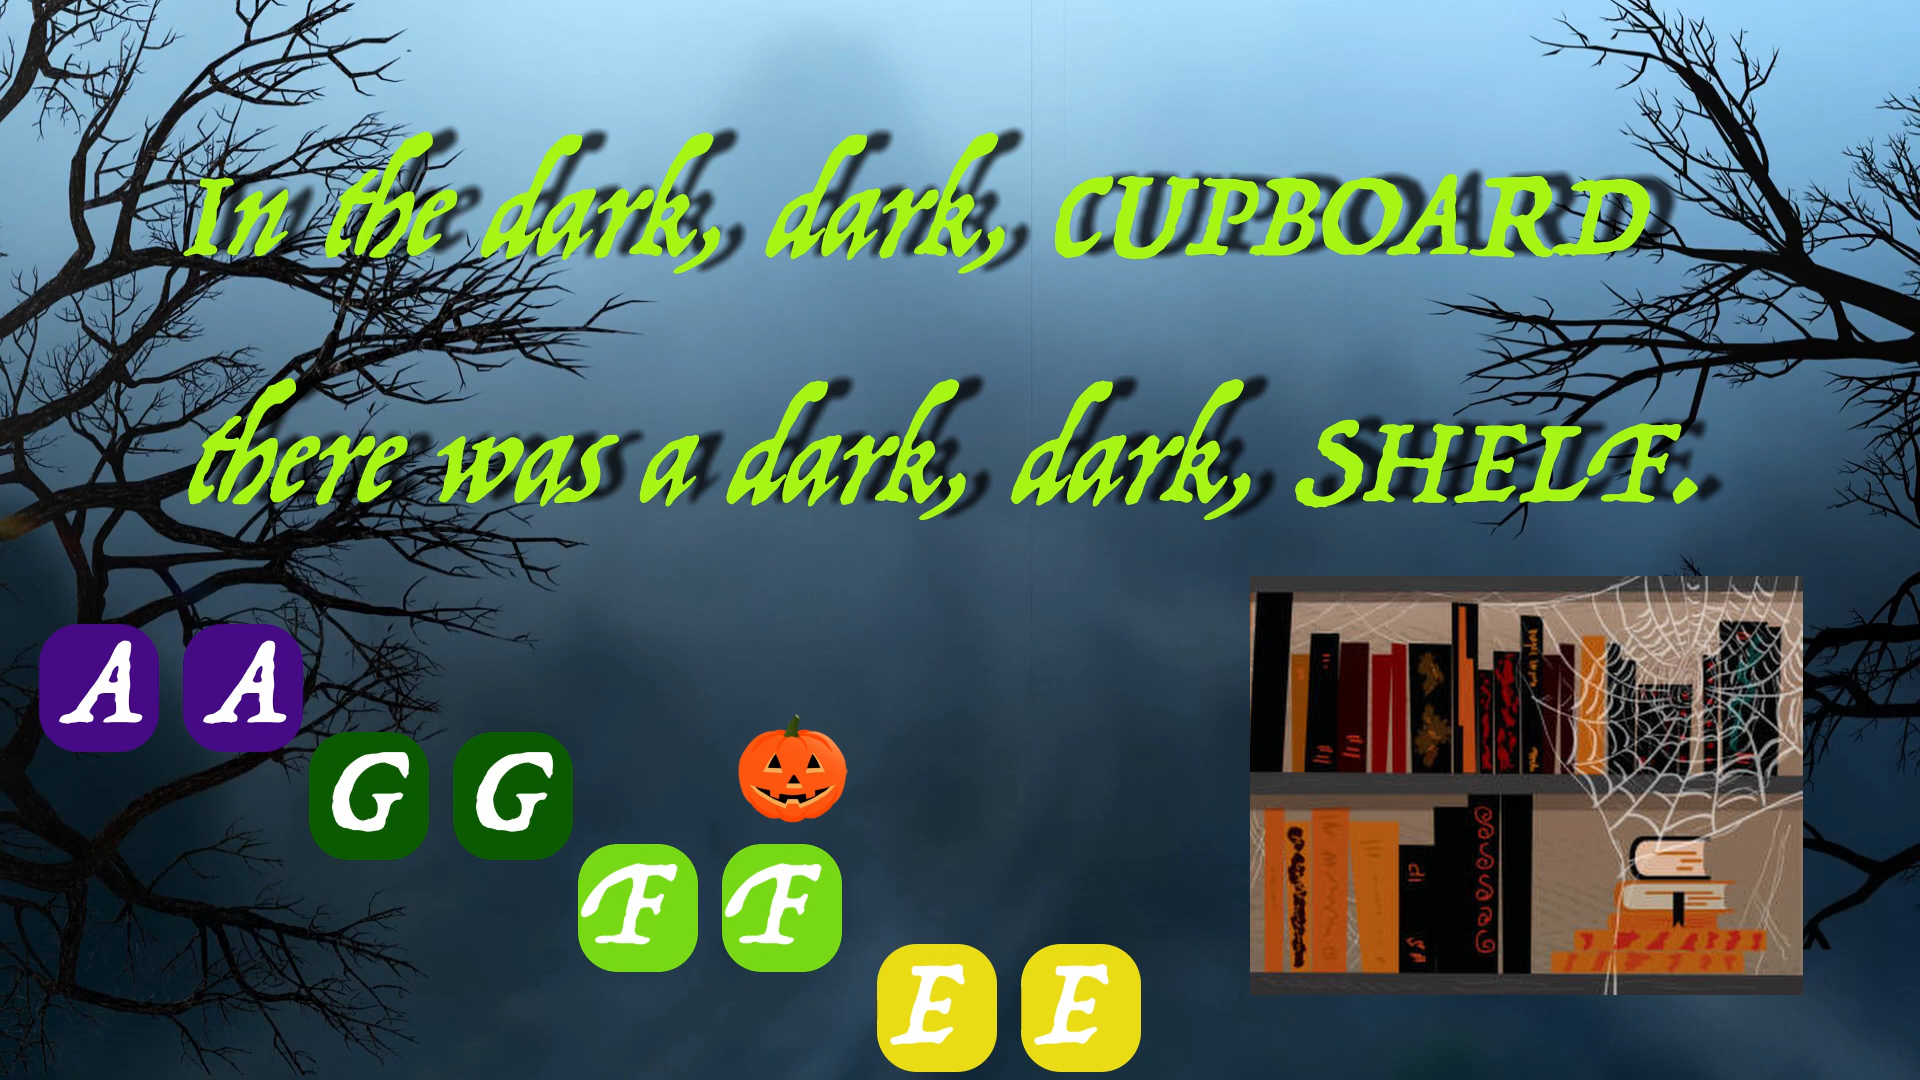 In the dark, dark, CUPBOARD
there was a dark, dark, SHELF.
A A
G G
F F
E E